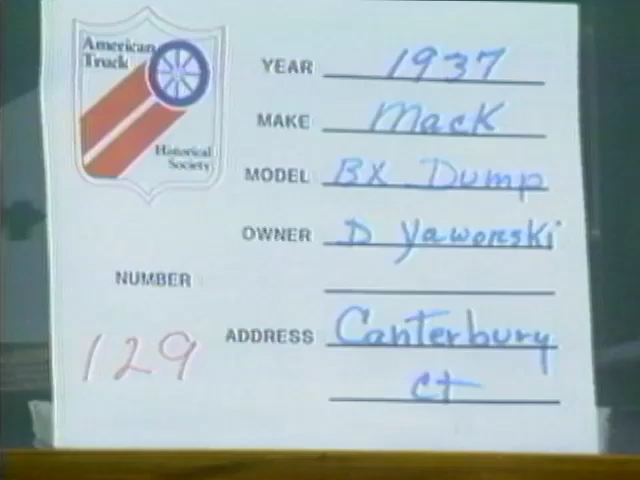 American
Truck
Historical
Society
YEAR 1937
MAKE Mack
MODEL BX Dump
OWNER D Yaworski
NUMBER
129
ADDRESS Canterbury
Ct